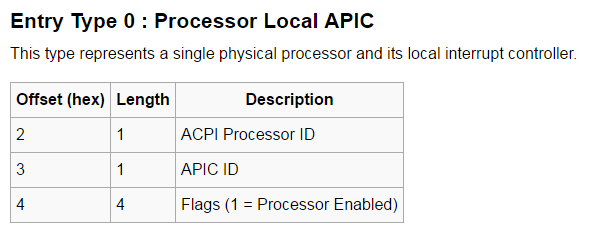 Entry Type 0 : Processor Local APIC
This type represents a single physical processor and its local interrupt controller.
Offset (hex) Length Description
2 1 ACPI Processor ID
3 1 APIC ID
4 4 Flags (1 = Processor Enabled)